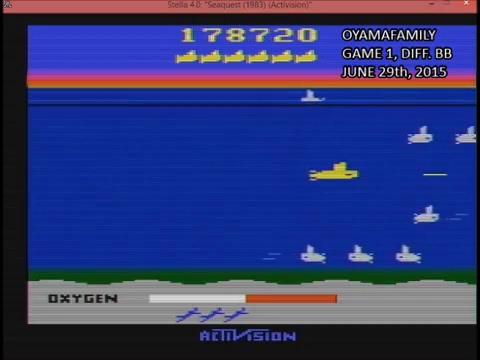 Stella 4.0: "Seaquest (1983) (Activision)"
178720
OYAMAFAMILY
GAME 1, DIFF. BB
JUNE 29th, 2015
OXYGEN
ACTIVISION